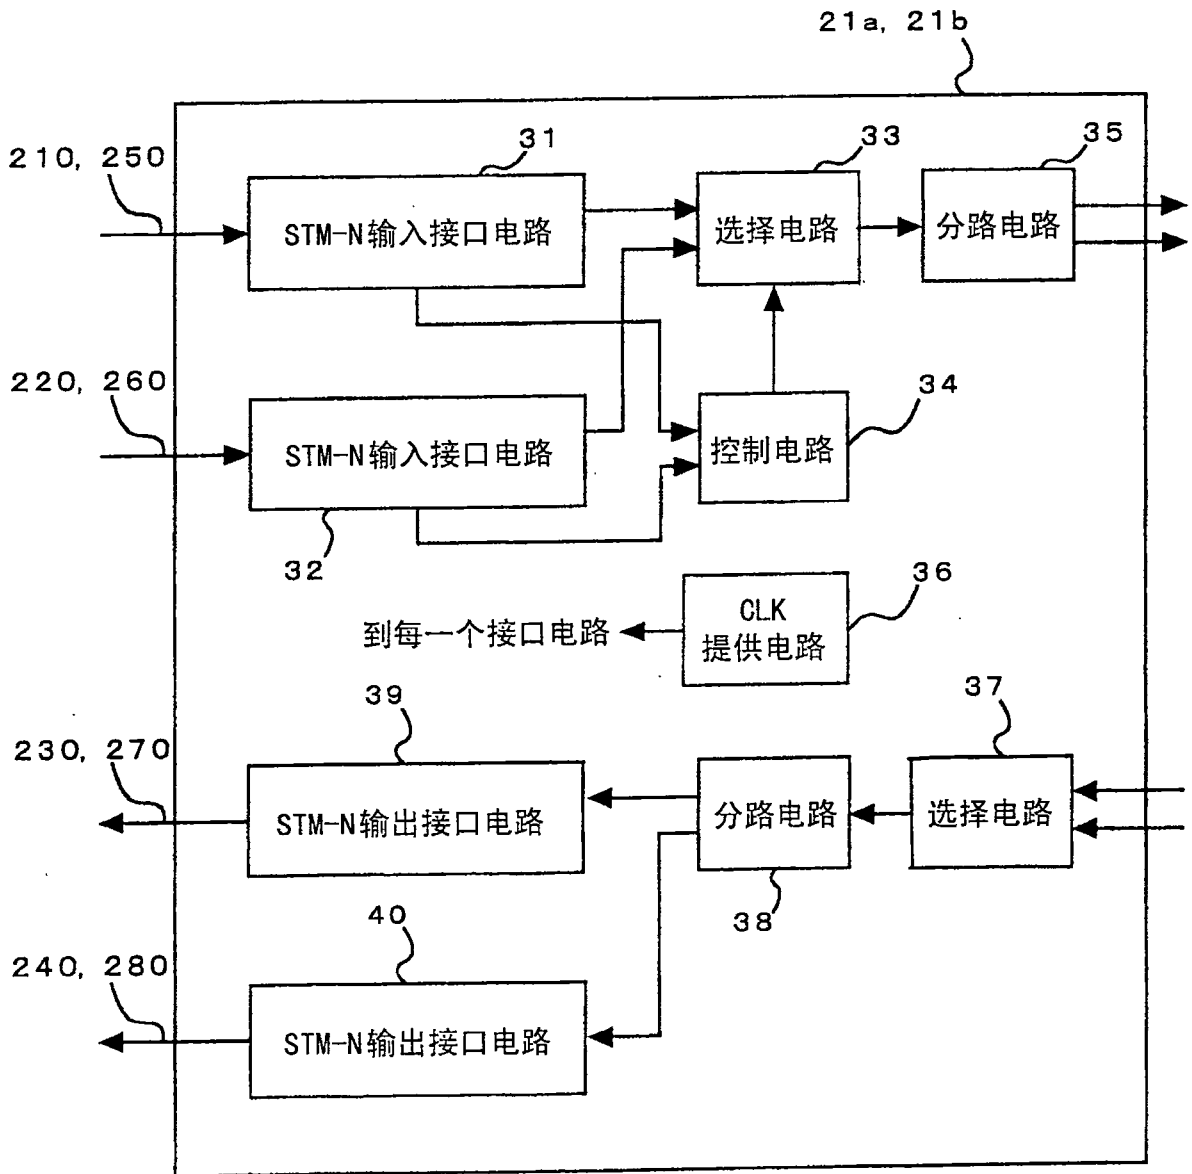 21a, 21b
31
33
35
210, 250
STM-N输入接口电路
选择电路
分路电路
220, 260
34
STM-N输入接口电路
控制电路
32
36
CLK
提供电路
到每一个接口电路
39
37
230, 270
STM-N输出接口电路
分路电路
选择电路
38
40
240, 280
STM-N输出接口电路